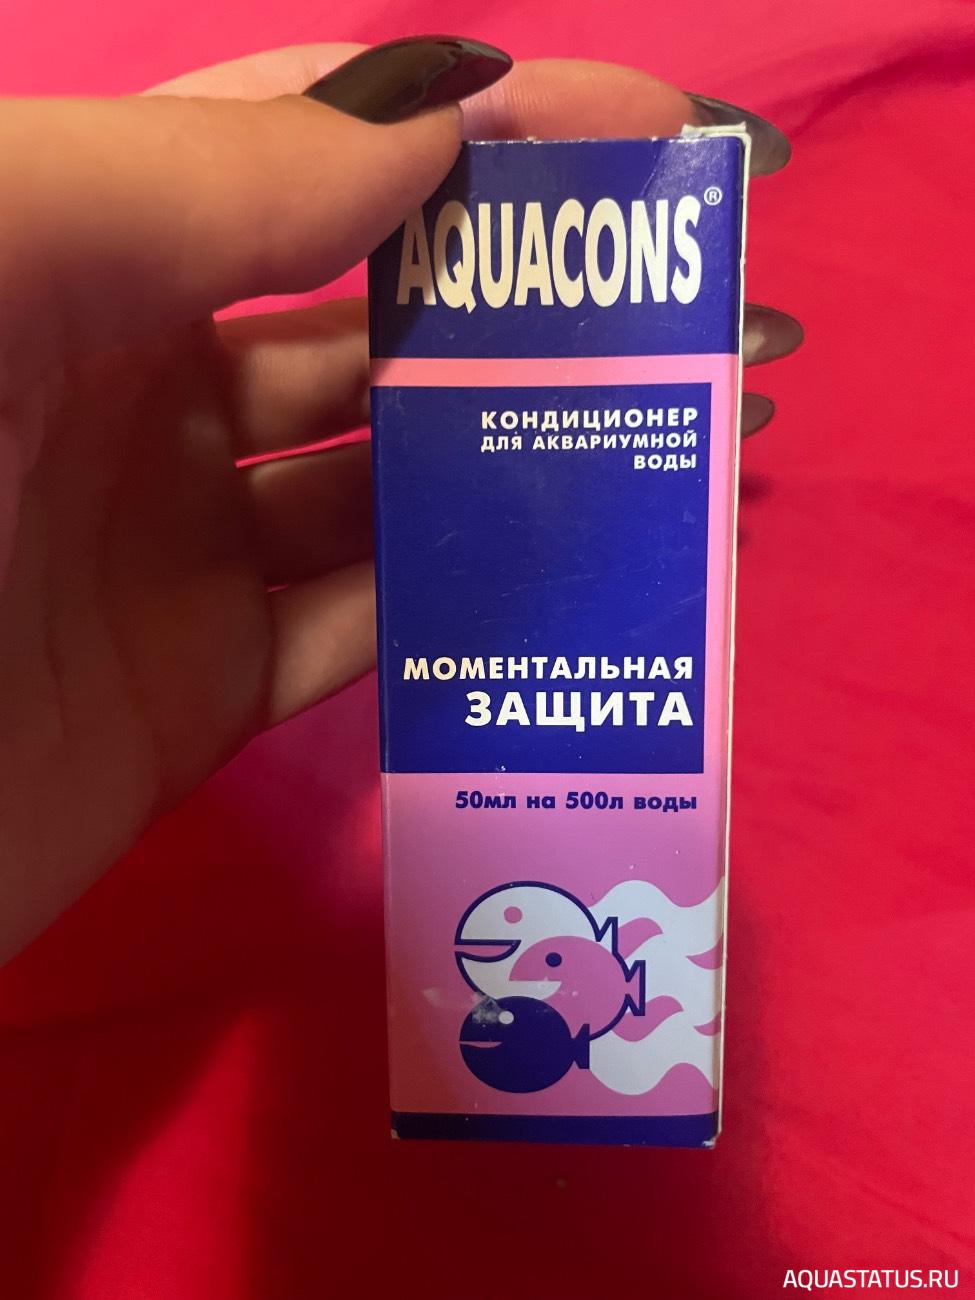 AQUACONS®
КОНДИЦИОНЕР
ДЛЯ АКВАРИУМНОЙ
ВОДЫ
МОМЕНТАЛЬНАЯ
ЗАЩИТА
50мл на 500л воды
AQUASTATUS.RU